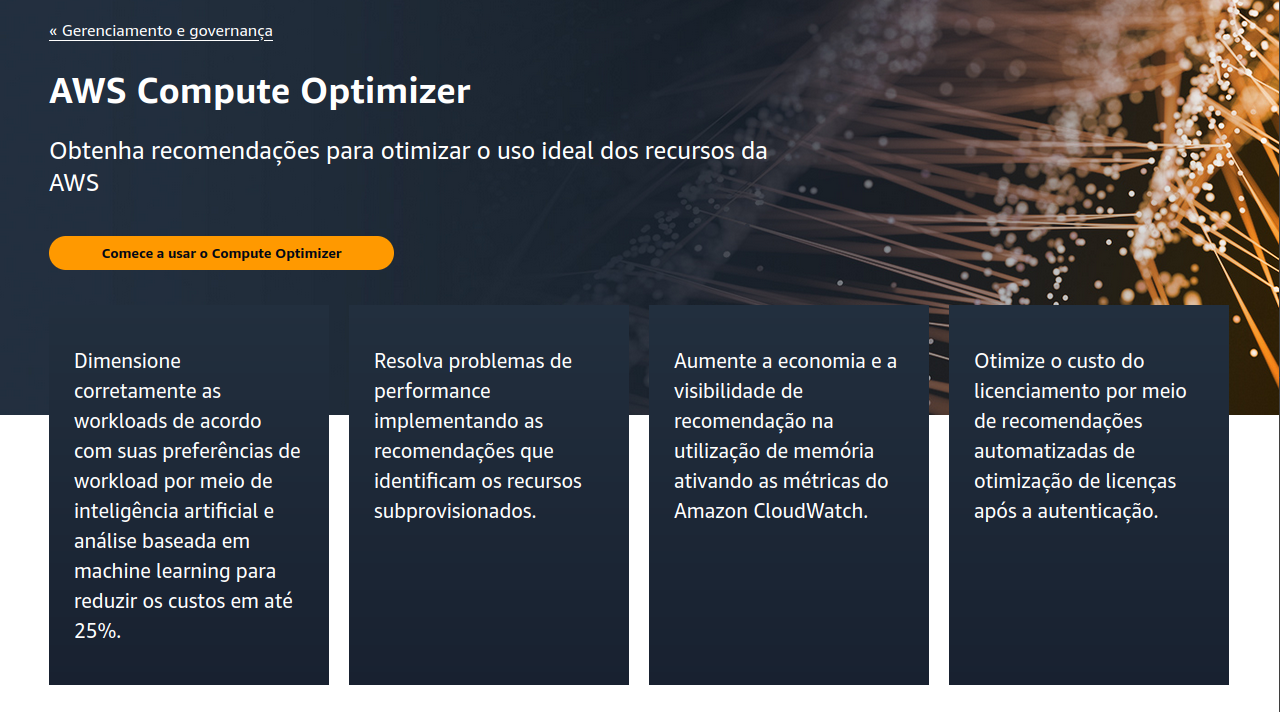 « Gerenciamento e governança
AWS Compute Optimizer
Obtenha recomendações para otimizar o uso ideal dos recursos da
AWS
Comece a usar o Compute Optimizer
Dimensione
corretamente as
workloads de acordo
com suas preferências de
workload por meio de
inteligência artificial e
análise baseada em
machine learning para
reduzir os custos em até
25%.
Resolva problemas de
performance
implementando as
recomendações que
identificam os recursos
subprovisionados.
Aumente a economia e a
visibilidade de
recomendação na
utilização de memória
ativando as métricas do
Amazon CloudWatch.
Otimize o custo do
licenciamento por meio
de recomendações
automatizadas de
otimização de licenças
após a autenticação.